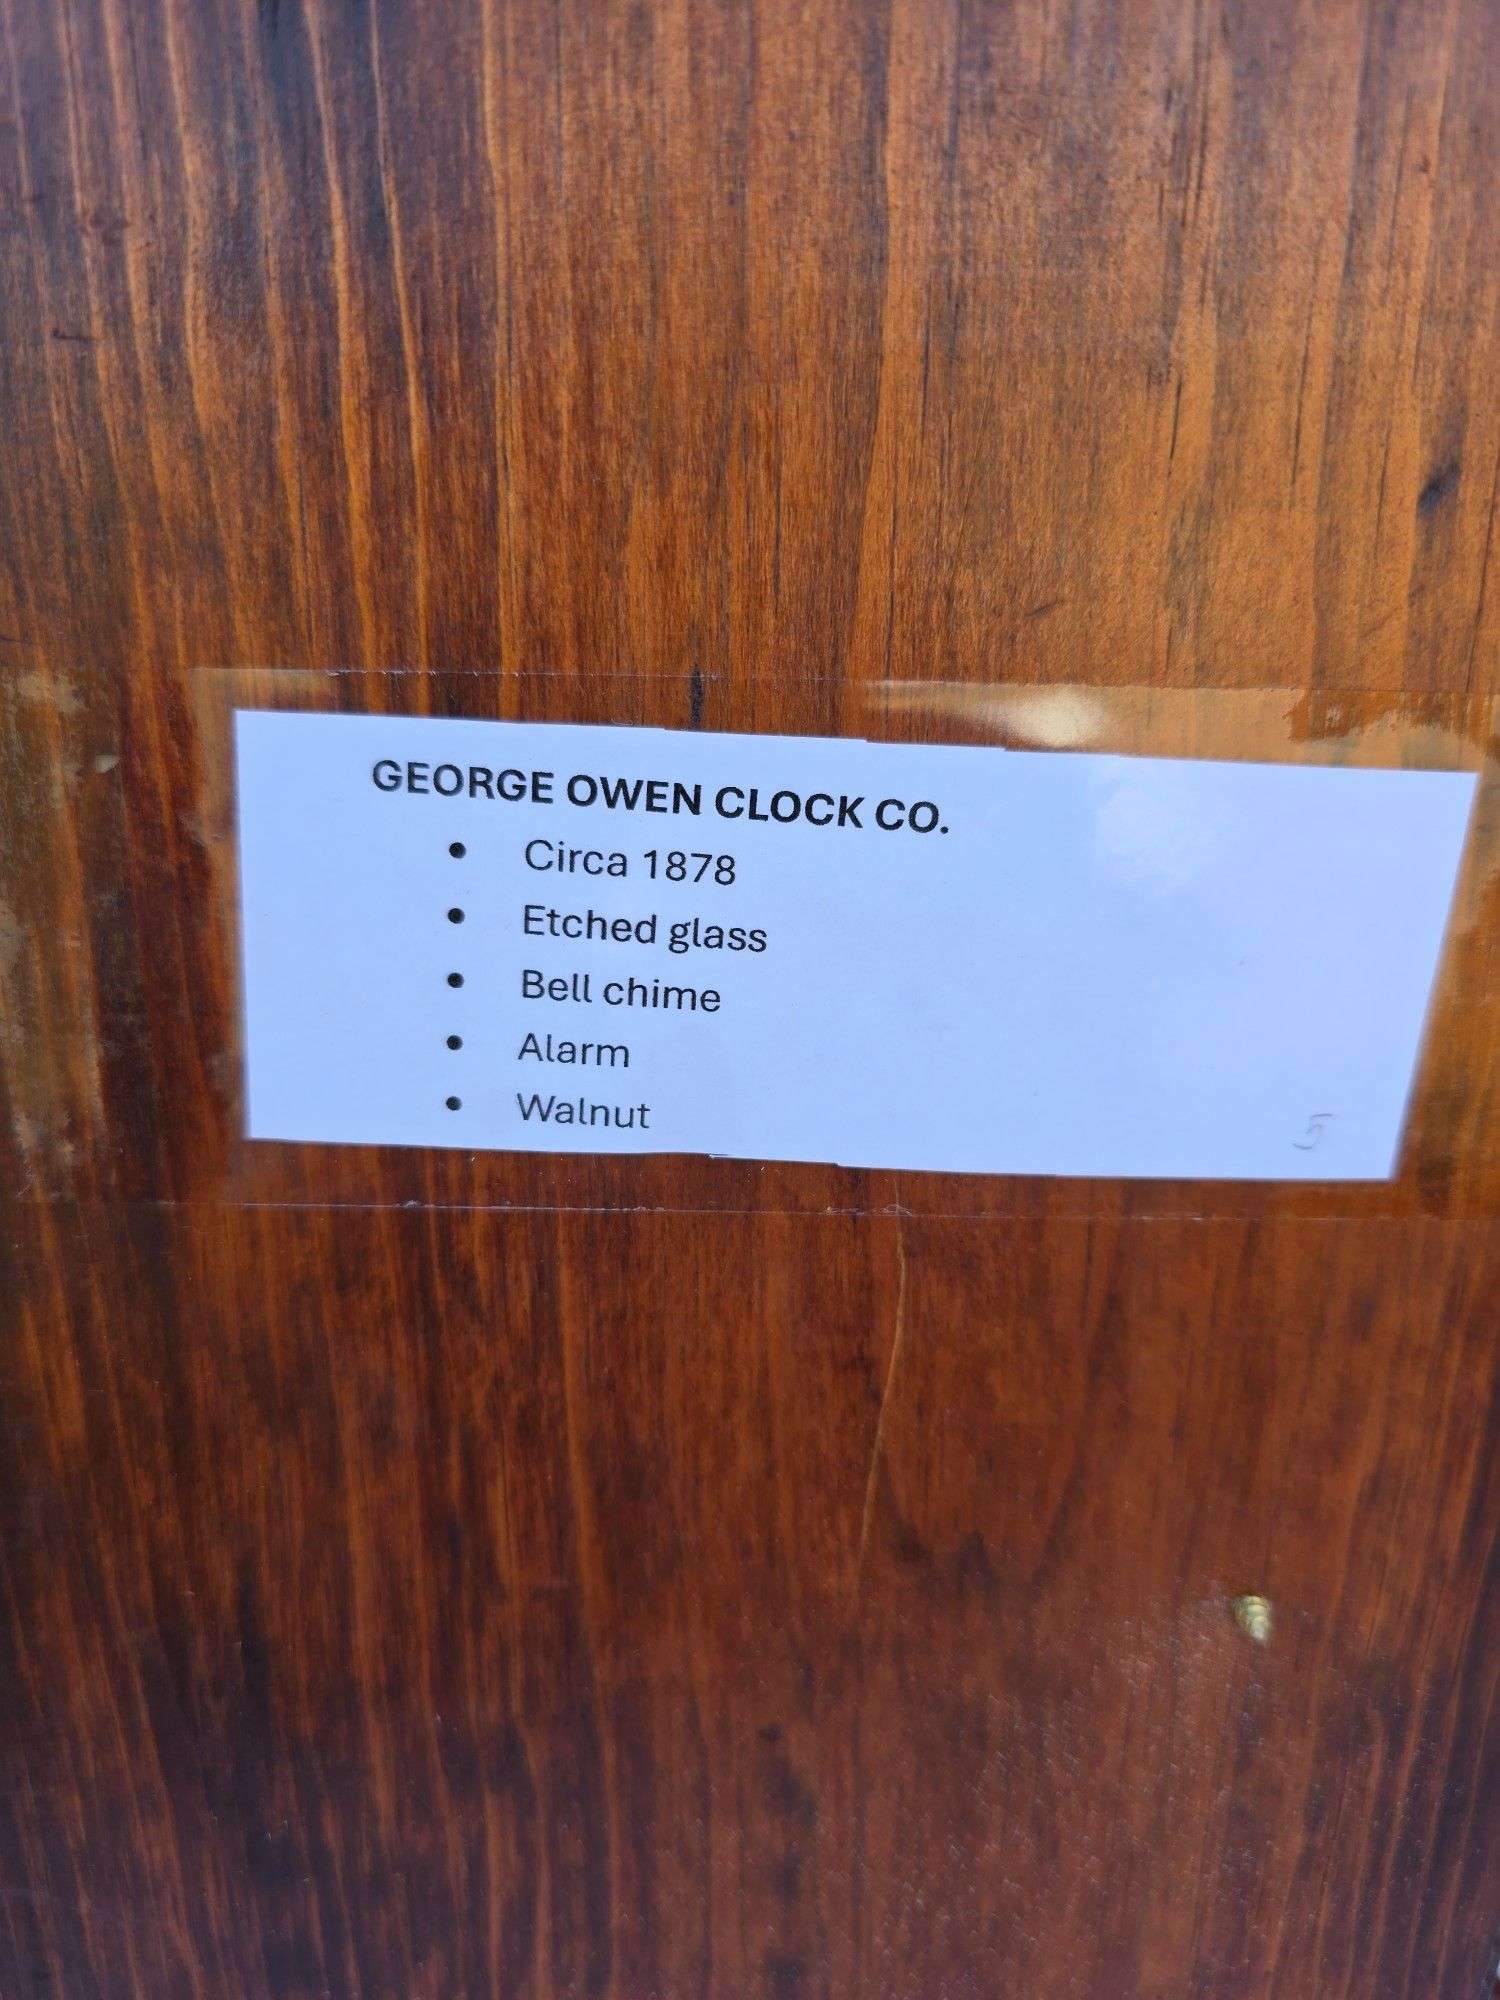 GEORGE OWEN CLOCK CO.
• Circa 1878
• Etched glass
• Bell chime
• Alarm
• Walnut
5